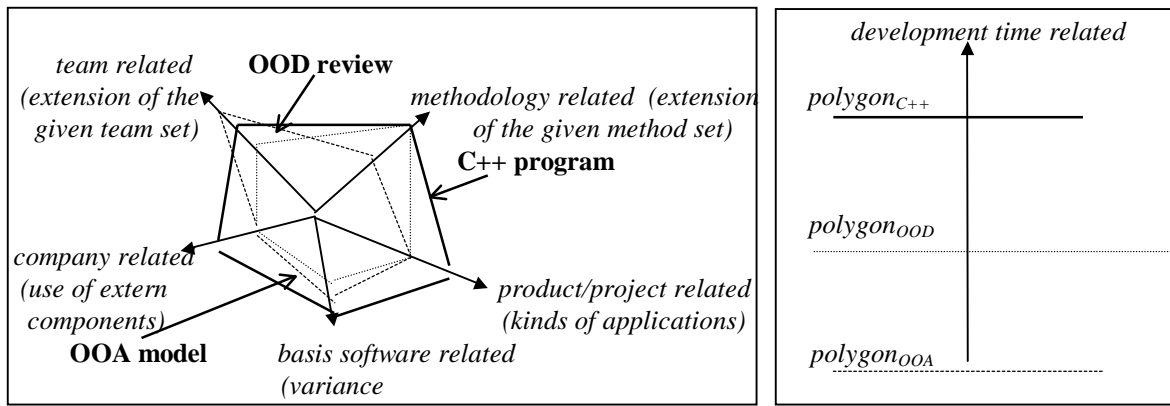 team related
(extension of the
given team set)
OOD review
methodology related (extension
of the given method set)
C++ program
company related
(use of extern
components)
OOA model
product/project related
(kinds of applications)
basis software related
(variance
development time related
polygonC++
polygonOOD
polygonOOA